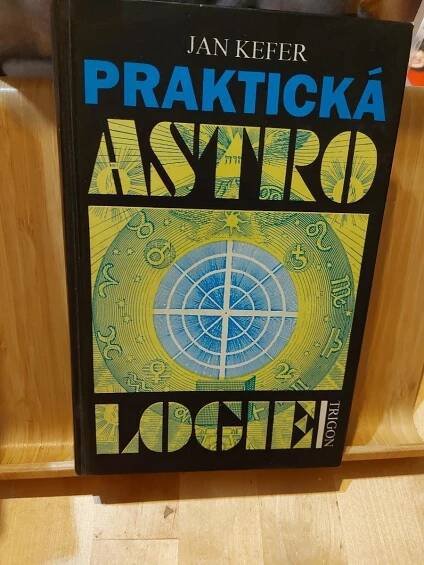 JAN KEFER
PRAKTICKÁ
ASTRO
LOGIE
TRIGON